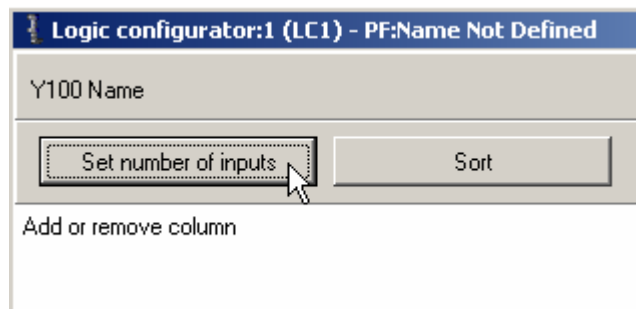 Logic configurator:1 (LC1) - PF:Name Not Defined
Y100 Name
Set number of inputs Sort
Add or remove column